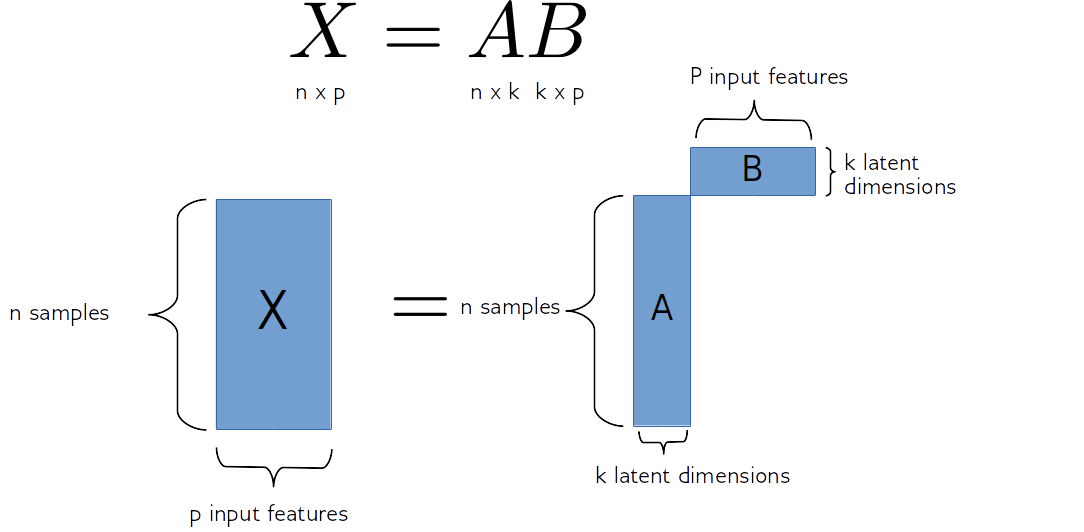 X = AB
n x p
n x k k x p
P input features
B
k latent
dimensions
n samples
X
=
n samples
A
k latent dimensions
p input features